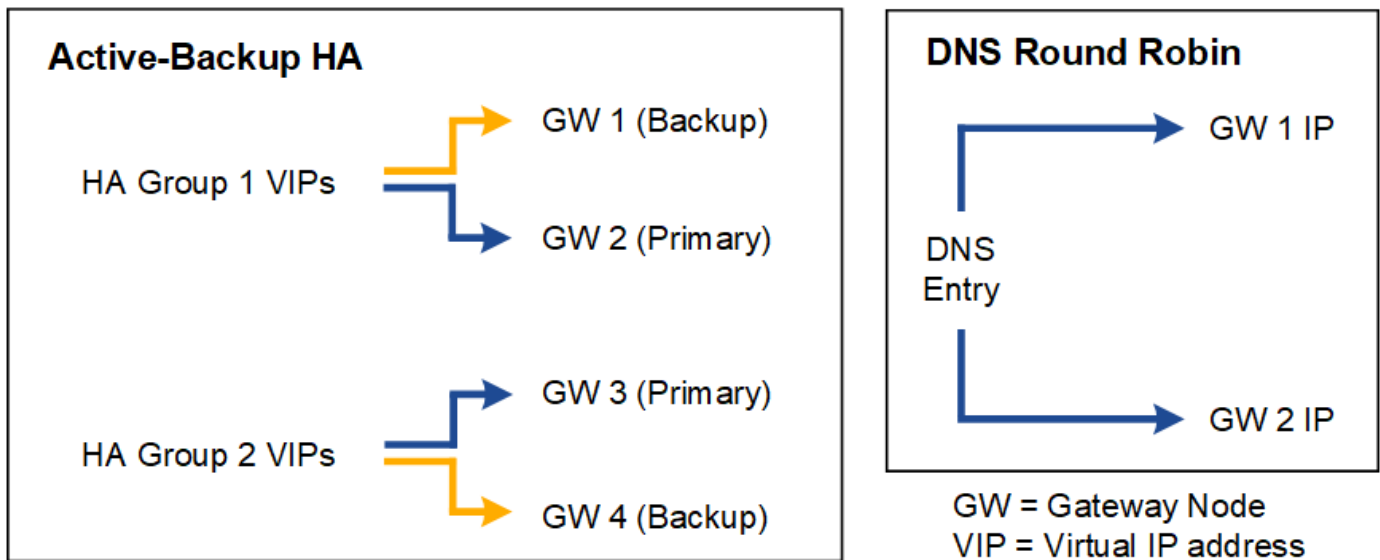 Active-Backup HA
HA Group 1 VIPs
GW 1 (Backup)
GW 2 (Primary)
HA Group 2 VIPs
GW 3 (Primary)
GW 4 (Backup)
DNS Round Robin
GW 1 IP
DNS
Entry
GW 2 IP
GW = Gateway Node
VIP = Virtual IP address